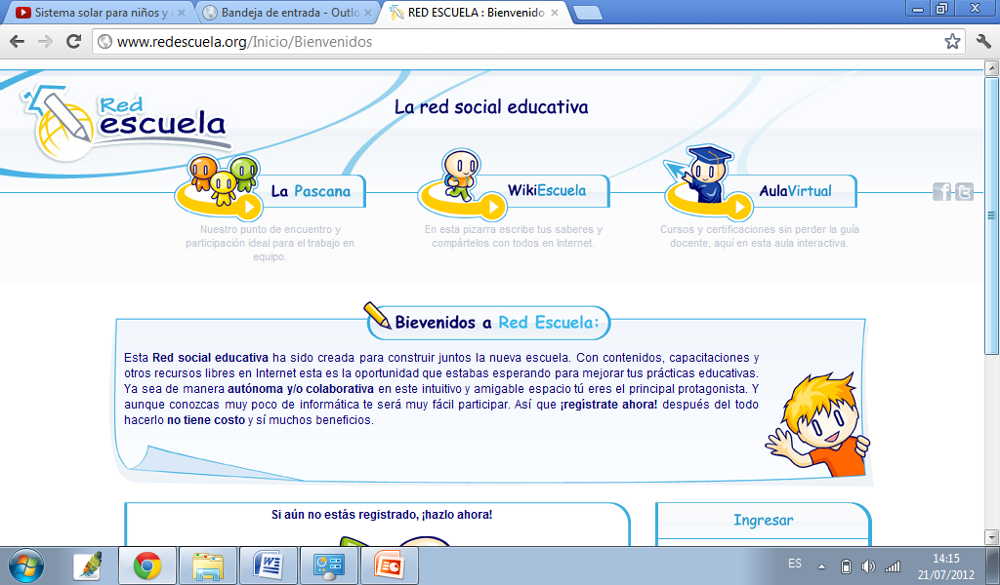 Sistema solar para niños y
Bandeja de entrada - Outlo
RED ESCUELA : Bienvenido
www.redescuela.org/Inicio/Bienvenidos
Red
escuela
La red social educativa
La Pascana
WikiEscuela
AulaVirtual
Nuestro punto de encuentro y
participación ideal para el trabajo en
equipo.
En esta pizarra escribe tus saberes y
compártelos con todos en Internet.
Cursos y certificaciones sin perder la guía
docente, aquí en esta aula interactiva.
Bievenidos a Red Escuela:
Esta Red social educativa ha sido creada para construir juntos la nueva escuela. Con contenidos, capacitaciones y
otros recursos libres en Internet esta es la oportunidad que estabas esperando para mejorar tus prácticas educativas.
Ya sea de manera autónoma y/o colaborativa en este intuitivo y amigable espacio tú eres el principal protagonista. Y
aunque conozcas muy poco de informática te será muy fácil participar. Así que ¡regístrate ahora! después del todo
hacerlo no tiene costo y sí muchos beneficios.
Si aún no estás registrado, ¡hazlo ahora!
Ingresar
ES
14:15
21/07/2012